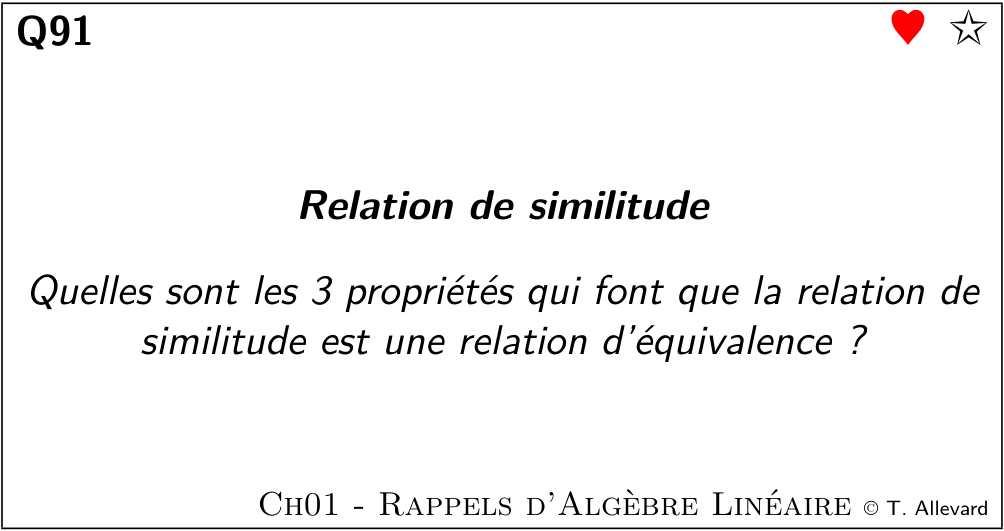 Q91
Relation de similitude
Quelles sont les 3 propriétés qui font que la relation de
similitude est une relation d'équivalence ?
Ch01 - Rappels d'Algèbre Linéaire © T. Allevard